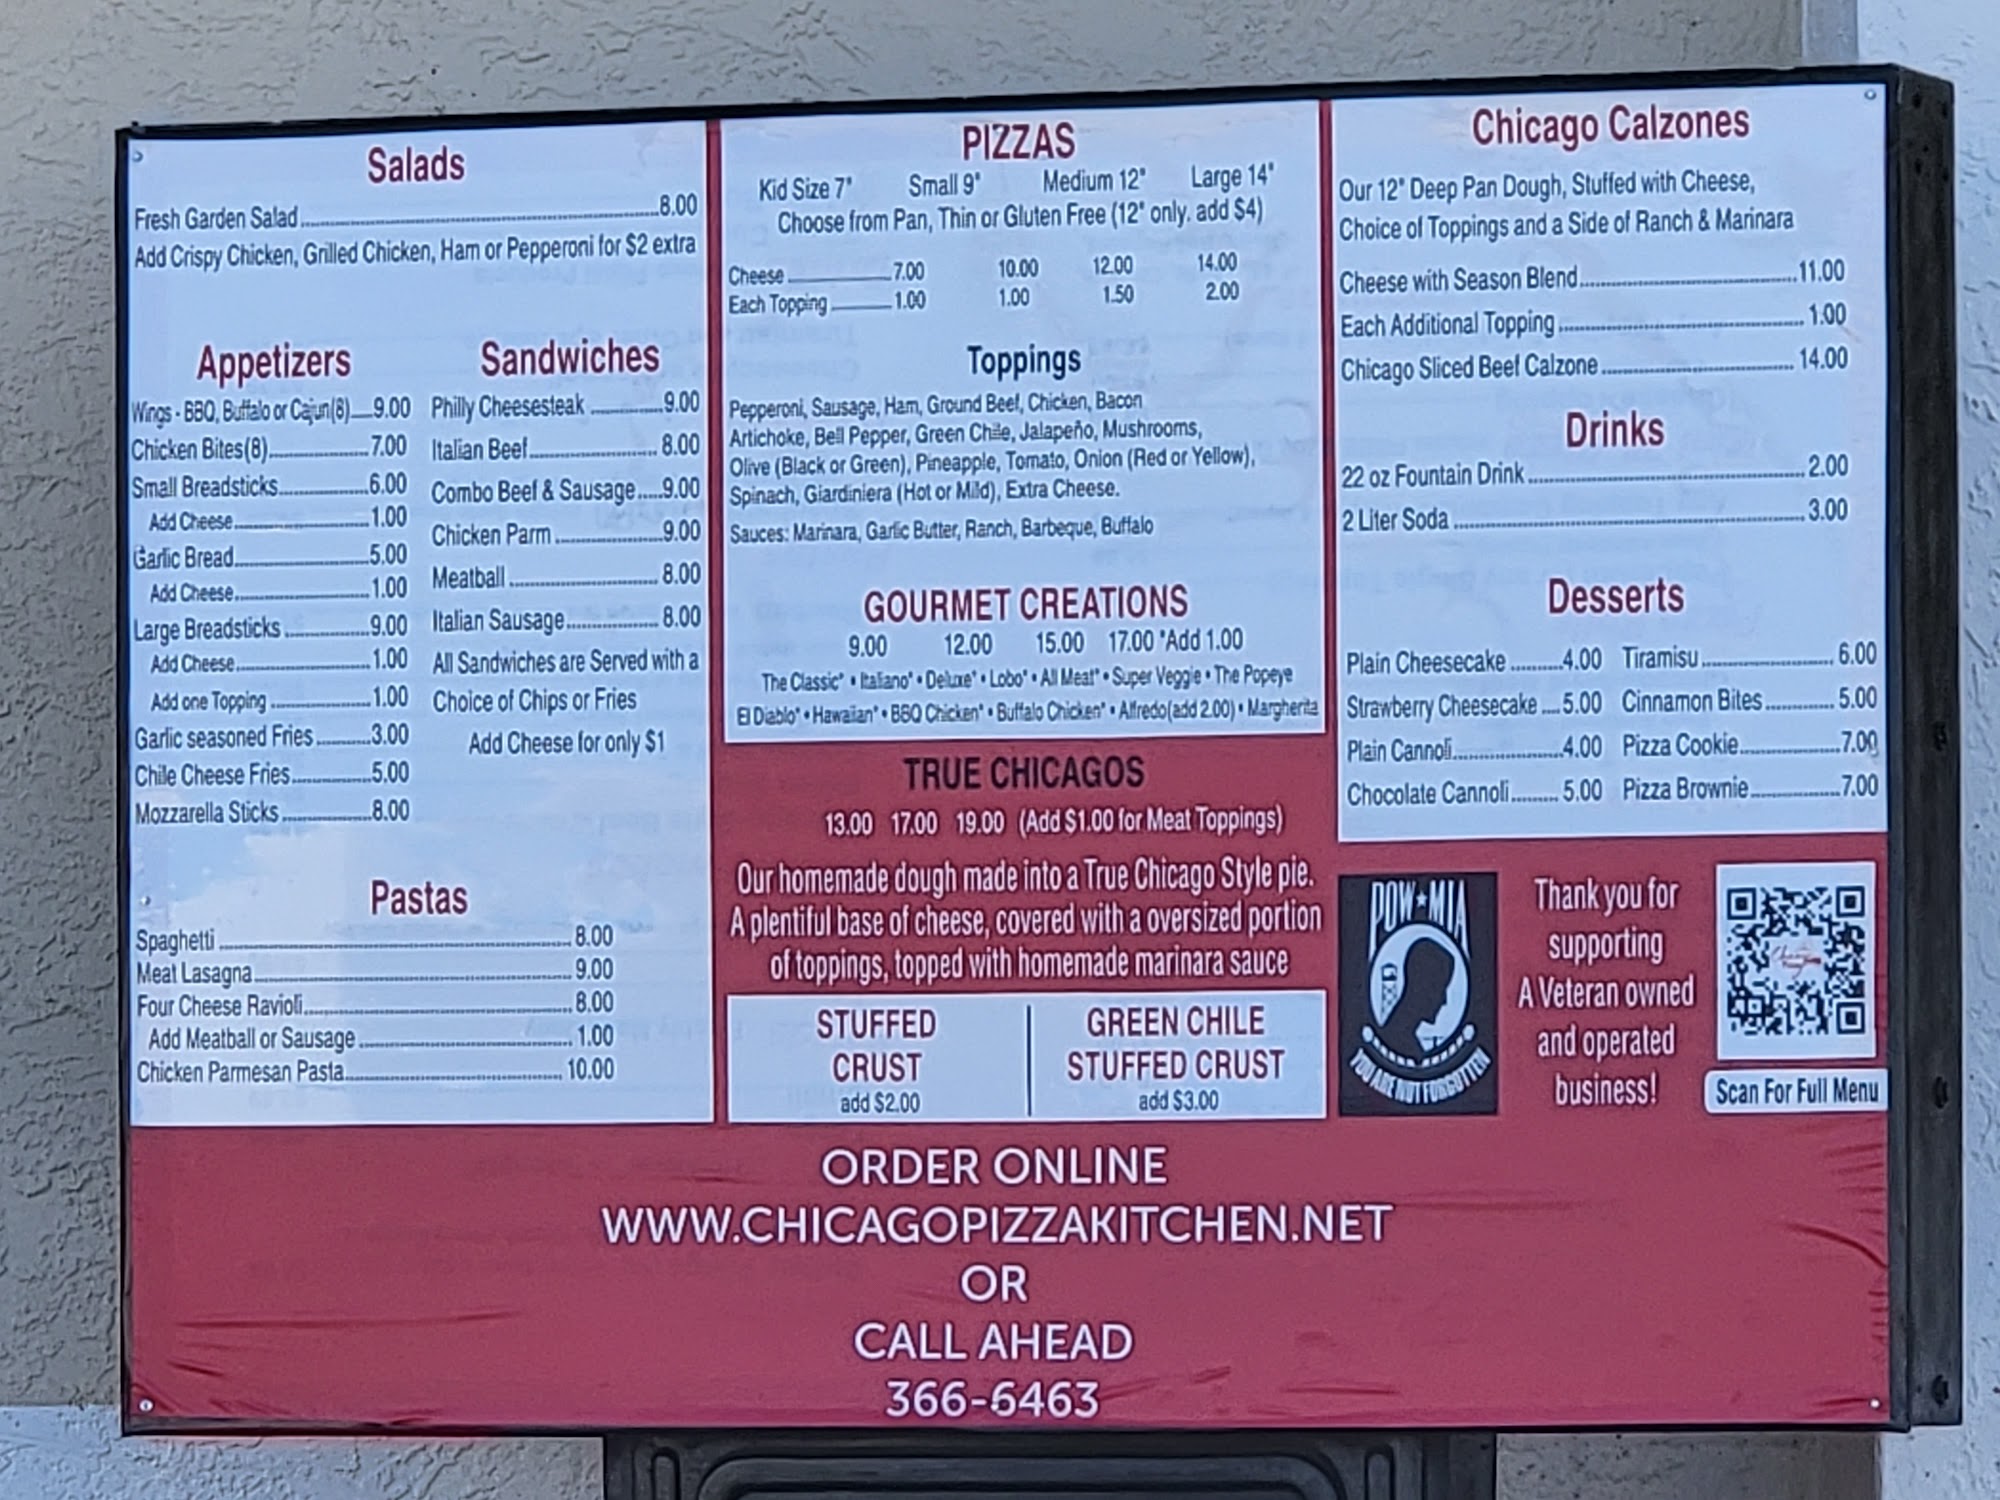 Salads
Fresh Garden Salad 8.00
Add Crispy Chicken, Grilled Chicken, Ham or Pepperoni for $2 extra
Appetizers
Wings - BBQ, Buffalo or Cajun(8) 9.00
Chicken Bites(8) 7.00
Small Breadsticks 6.00
Add Cheese 1.00
Garlic Bread 5.00
Add Cheese 1.00
Large Breadsticks 9.00
Add Cheese 1.00
Add one Topping 1.00
Garlic seasoned Fries 3.00
Chile Cheese Fries 5.00
Mozzarella Sticks 8.00
Sandwiches
Philly Cheesesteak 9.00
Italian Beef 8.00
Combo Beef & Sausage 9.00
Chicken Parm 9.00
Meatball 8.00
Italian Sausage 8.00
All Sandwiches are Served with a
Choice of Chips or Fries
Add Cheese for only $1
Pastas
Spaghetti 8.00
Meat Lasagna 9.00
Four Cheese Ravioli 8.00
Add Meatball or Sausage 1.00
Chicken Parmesan Pasta 10.00
PIZZAS
Kid Size 7" Small 9" Medium 12" Large 14"
Choose from Pan, Thin or Gluten Free (12" only. add $4)
Cheese 7.00 10.00 12.00 14.00
Each Topping 1.00 1.00 1.50 2.00
Toppings
Pepperoni, Sausage, Ham, Ground Beef, Chicken, Bacon
Artichoke, Bell Pepper, Green Chile, Jalapeño, Mushrooms,
Olive (Black or Green), Pineapple, Tomato, Onion (Red or Yellow),
Spinach, Giardiniera (Hot or Mild), Extra Cheese.
Sauces: Marinara, Garlic Butter, Ranch, Barbeque, Buffalo
GOURMET CREATIONS
9.00 12.00 15.00 17.00 *Add 1.00
The Classic* • Italiano* • Deluxe* • Lobo* • All Meat* • Super Veggie • The Popeye
El Diablo* • Hawaiian* • BBQ Chicken* • Buffalo Chicken* • Alfredo(add 2.00) • Margherita
TRUE CHICAGOS
13.00 17.00 19.00 (Add $1.00 for Meat Toppings)
Our homemade dough made into a True Chicago Style pie.
A plentiful base of cheese, covered with a oversized portion
of toppings, topped with homemade marinara sauce
STUFFED
CRUST
add $2.00
GREEN CHILE
STUFFED CRUST
add $3.00
Chicago Calzones
Our 12" Deep Pan Dough, Stuffed with Cheese,
Choice of Toppings and a Side of Ranch & Marinara
Cheese with Season Blend 11.00
Each Additional Topping 1.00
Chicago Sliced Beef Calzone 14.00
Drinks
22 oz Fountain Drink 2.00
2 Liter Soda 3.00
Desserts
Plain Cheesecake 4.00
Strawberry Cheesecake 5.00
Plain Cannoli 4.00
Chocolate Cannoli 5.00
Tiramisu 6.00
Cinnamon Bites 5.00
Pizza Cookie 7.00
Pizza Brownie 7.00
POW★MIA
YOU ARE NOT FORGOTTEN
Thank you for
supporting
A Veteran owned
and operated
business!
Scan For Full Menu
ORDER ONLINE
WWW.CHICAGOPIZZAKITCHEN.NET
OR
CALL AHEAD
366-6463